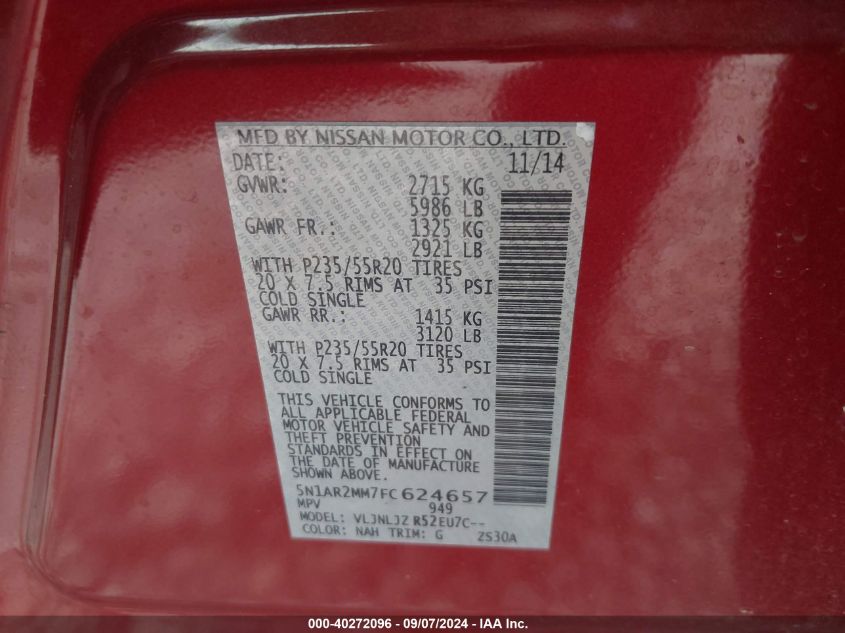 MFD BY NISSAN MOTOR CO., LTD.
DATE: 11/14
GVWR: 2715 KG
5986 LB
GAWR FR.: 1325 KG
2921 LB
WITH P235/55R20 TIRES
20 X 7.5 RIMS AT 35 PSI
COLD SINGLE
GAWR RR.: 1415 KG
3120 LB
WITH P235/55R20 TIRES
20 X 7.5 RIMS AT 35 PSI
COLD SINGLE
THIS VEHICLE CONFORMS TO
ALL APPLICABLE FEDERAL
MOTOR VEHICLE SAFETY AND
THEFT PREVENTION
STANDARDS IN EFFECT ON
THE DATE OF MANUFACTURE
SHOWN ABOVE.
5N1AR2MM7FC624657
MPV 949
MODEL: VLJNLJZ R52EU7C--
COLOR: NAH TRIM: G ZS30A
000-40272096 - 09/07/2024 - IAA Inc.